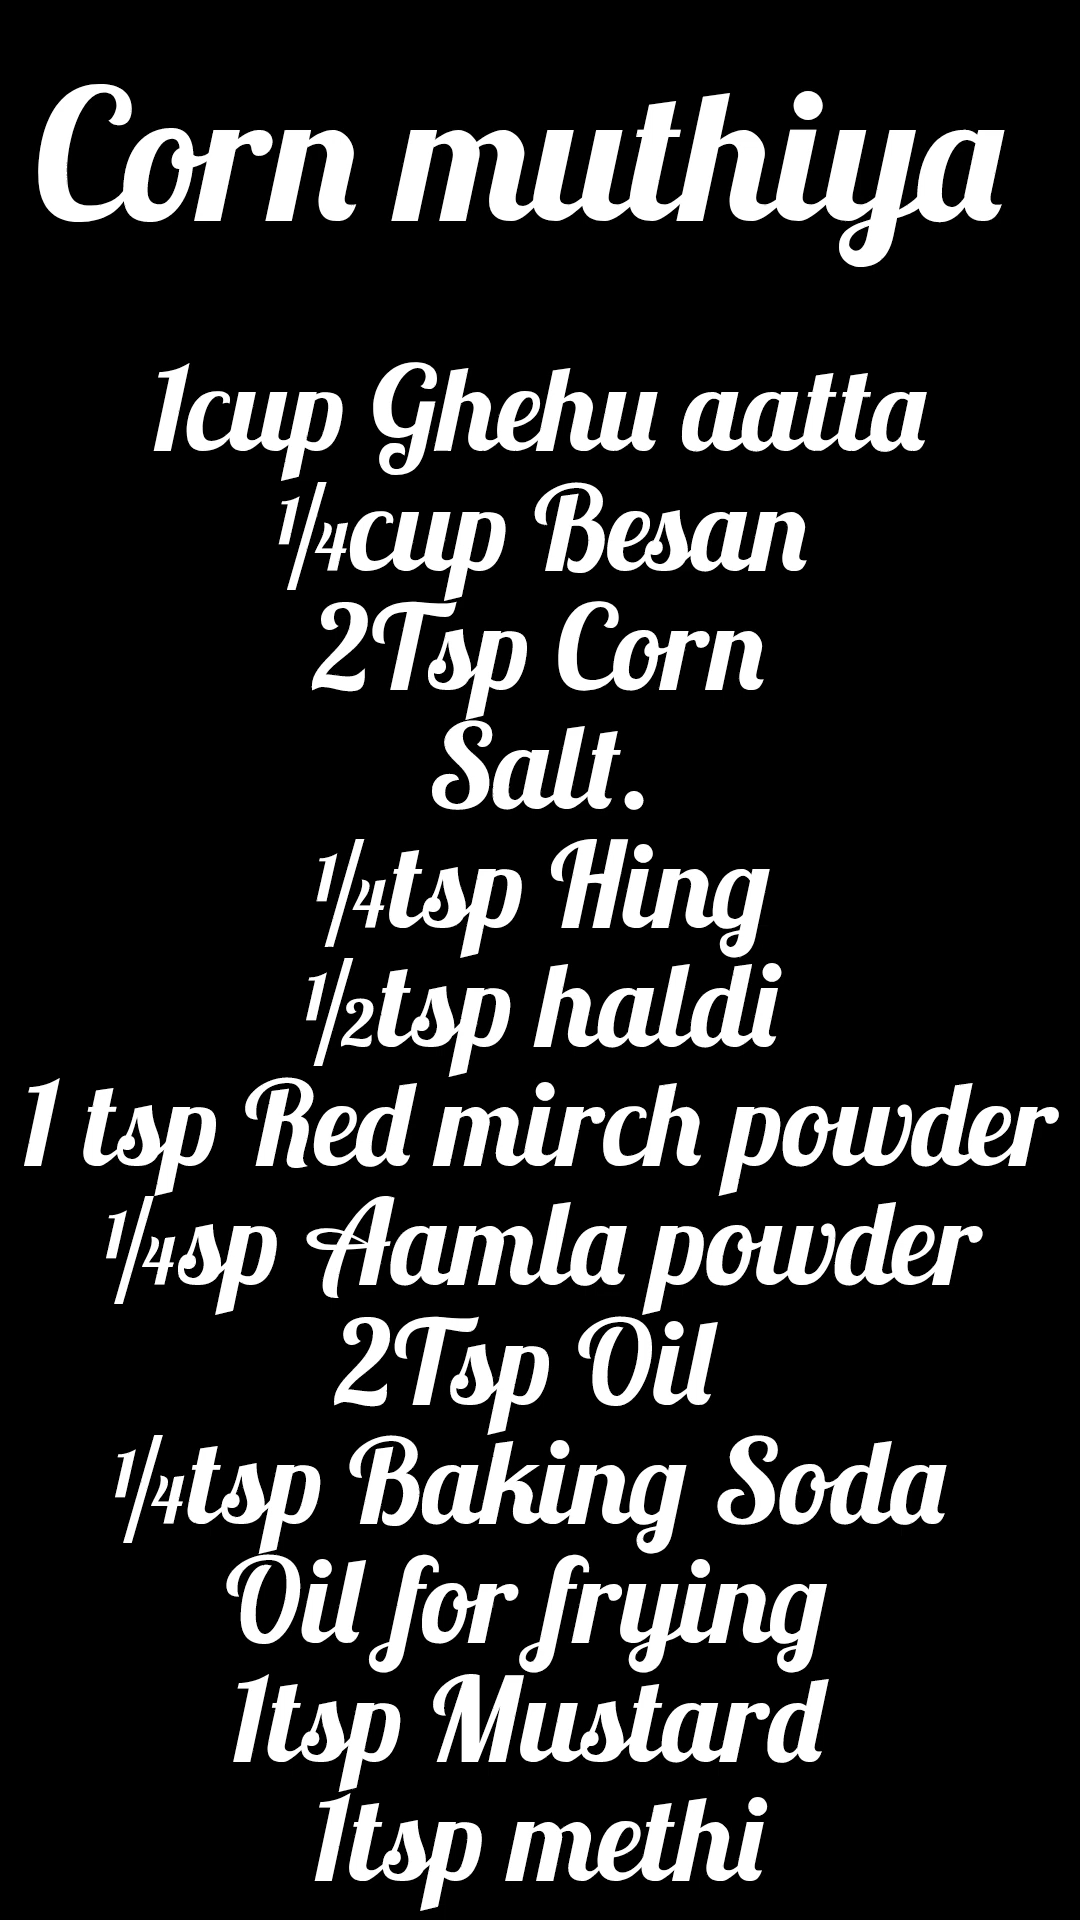 Corn muthiya
1cup Ghehu aatta
¼cup Besan
2Tsp Corn
Salt.
¼tsp Hing
½tsp haldi
1 tsp Red mirch powder
¼sp Aamla powder
2Tsp Oil
¼tsp Baking Soda
Oil for frying
1tsp Mustard
1tsp methi